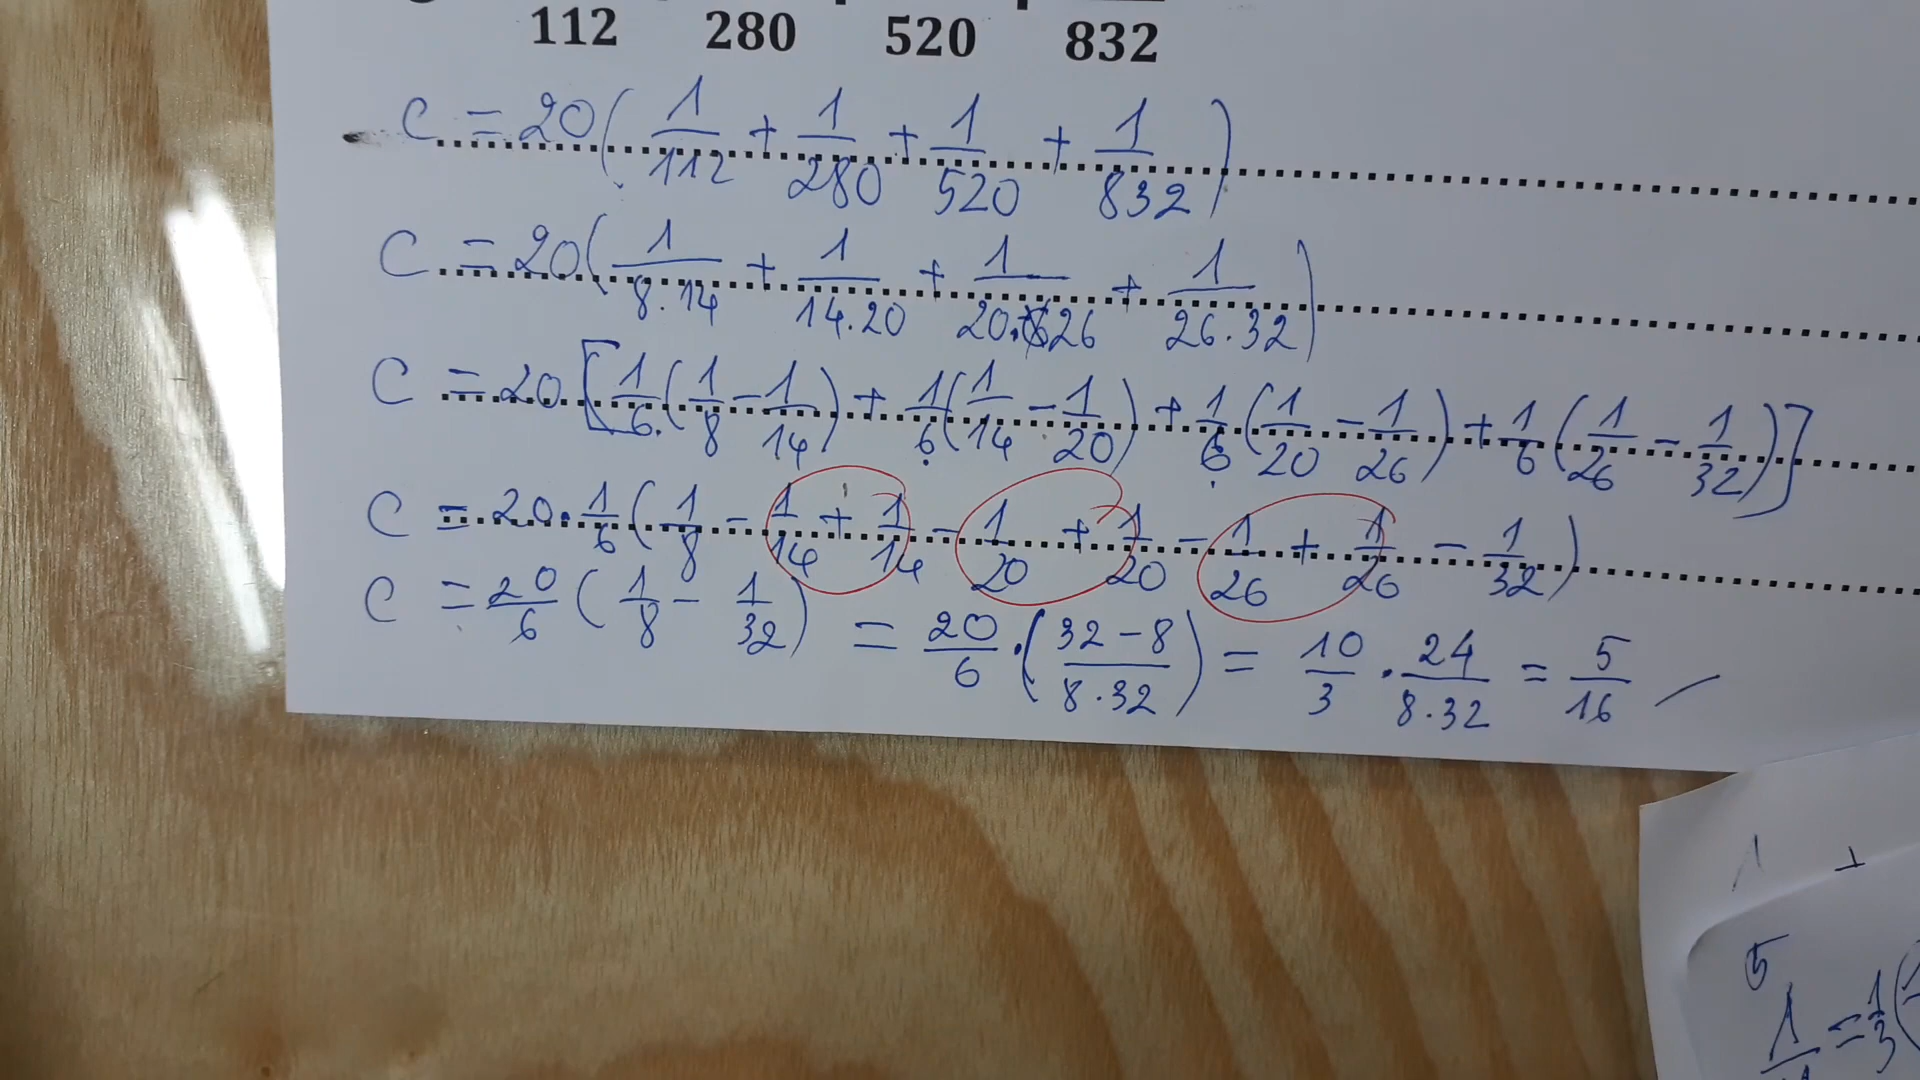 112 280 520 832
C = 20(1/112 + 1/280 + 1/520 + 1/832)
C = 20(1/8.14 + 1/14.20 + 1/20.26 + 1/26.32)
C = 20[1/6(1/8 - 1/14) + 1/6(1/14 - 1/20) + 1/6(1/20 - 1/26) + 1/6(1/26 - 1/32)]
C = 20.1/6(1/8 - 1/14 + 1/14 - 1/20 + 1/20 - 1/26 + 1/26 - 1/32)
C = 20/6(1/8 - 1/32) = 20/6.(32-8/8.32) = 10/3.24/8.32 = 5/16
5
= 1/3(